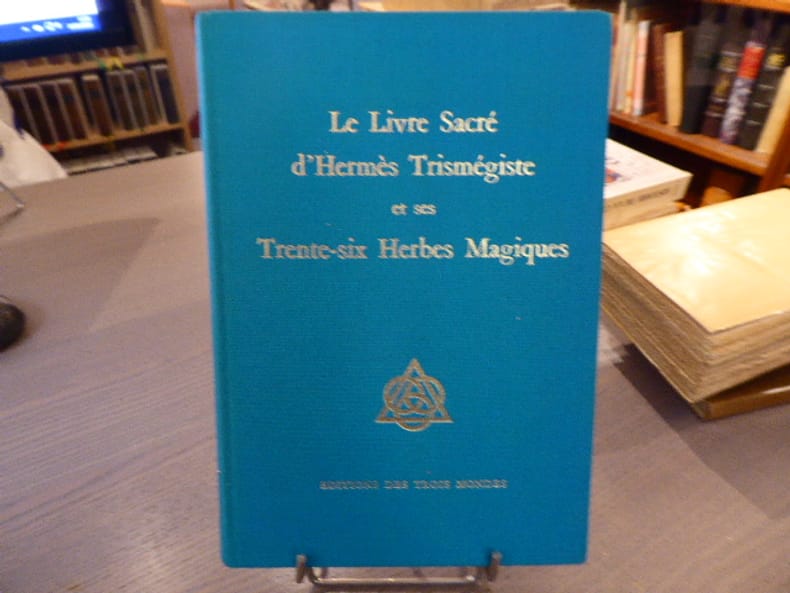 Le Livre Sacré
d'Hermès Trismégiste
et ses
Trente-six Herbes Magiques
EDITIONS DES TROIS MONDES